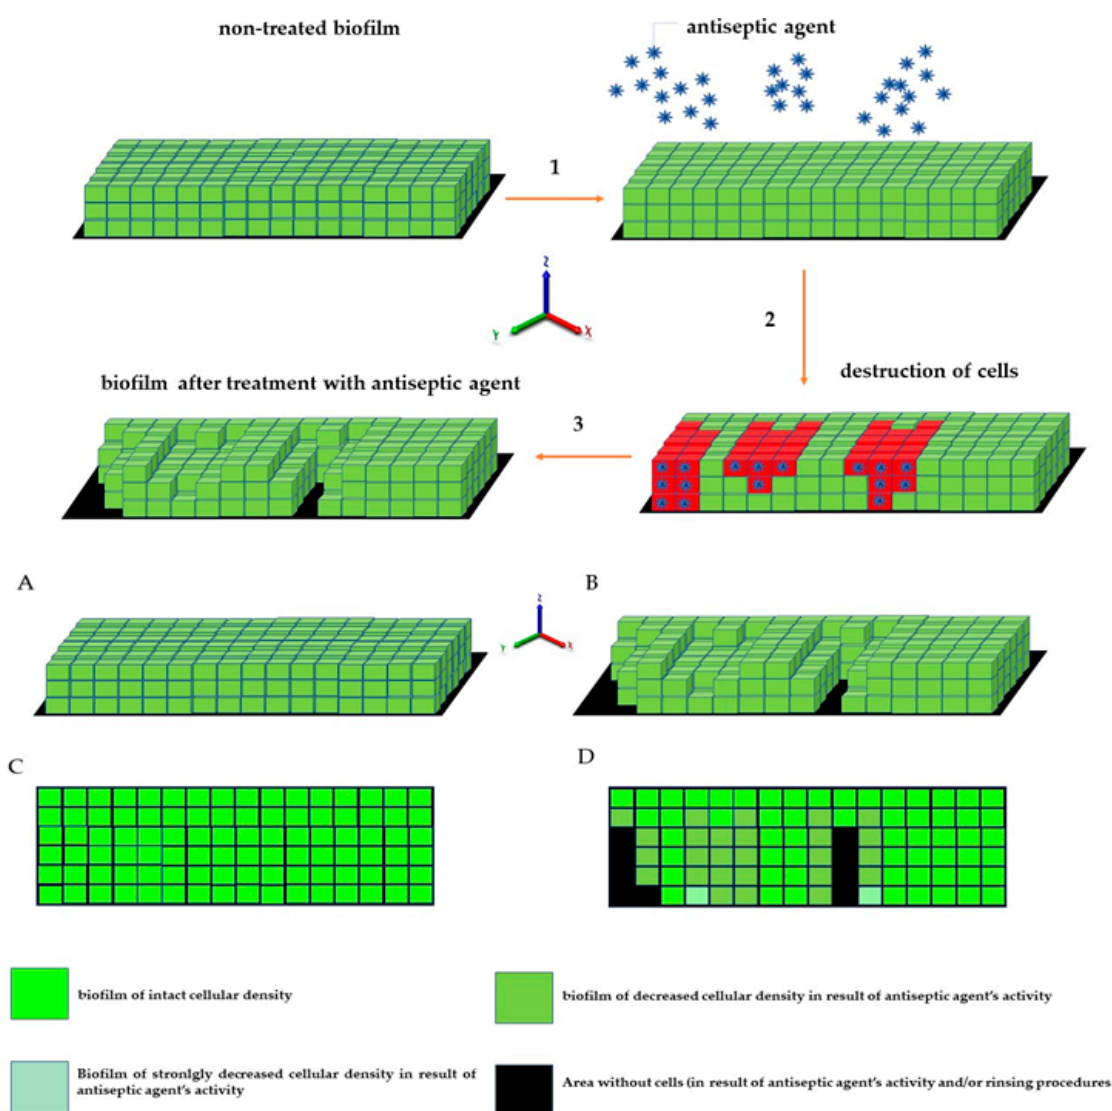 non-treated biofilm
antiseptic agent
1
Z
Y
X
2
destruction of cells
biofilm after treatment with antiseptic agent
3
A
B
Z
Y
X
C
D
biofilm of intact cellular density
biofilm of decreased cellular density in result of antiseptic agent's activity
Biofilm of stronlgly decreased cellular density in result of
antiseptic agent's activity
Area without cells (in result of antiseptic agent's activity and/or rinsing procedures